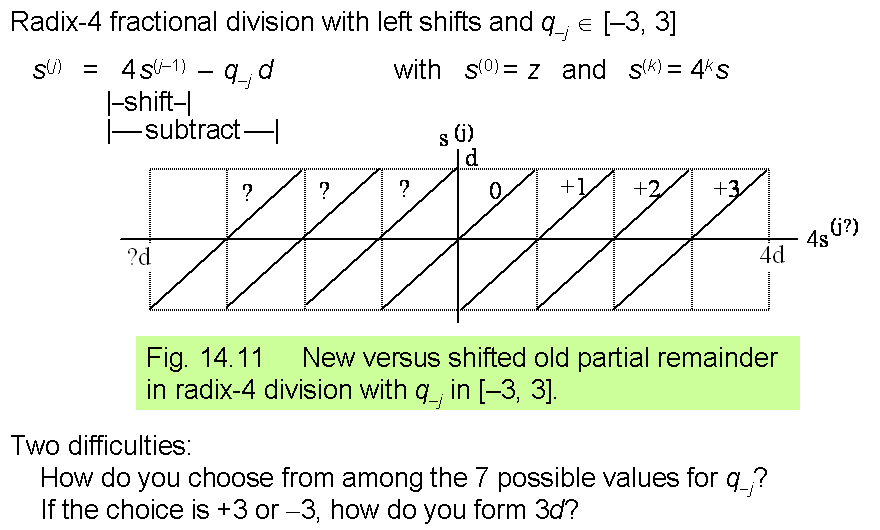 Radix-4 fractional division with left shifts and q–j ∈ [–3, 3]
s(j) = 4 s(j–1) – q–j d with s(0) = z and s(k) = 4k s
|–shift–|
|––subtract––|
s (j)
d
? ? ? 0 +1 +2 +3
4s(j?)
?d 4d
Fig. 14.11 New versus shifted old partial remainder
in radix-4 division with q–j in [–3, 3].
Two difficulties:
How do you choose from among the 7 possible values for q–j?
If the choice is +3 or –3, how do you form 3d?